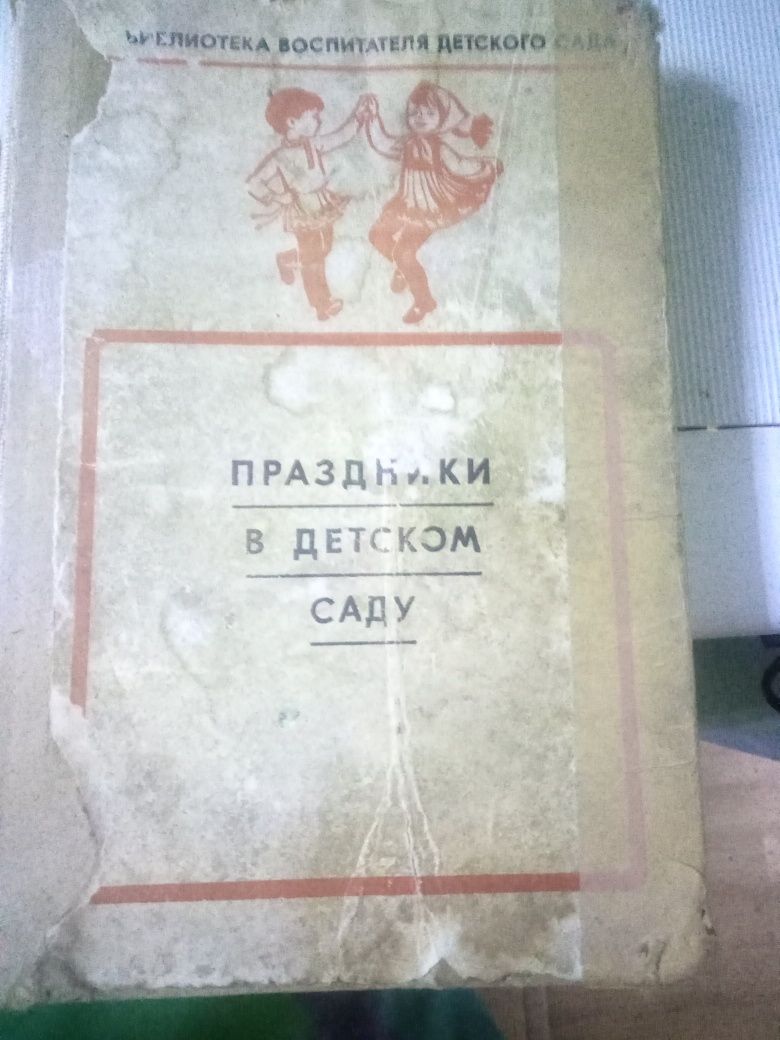 БИБЛИОТЕКА ВОСПИТАТЕЛЯ ДЕТСКОГО САДА
ПРАЗДНИКИ
В ДЕТСКОМ
САДУ